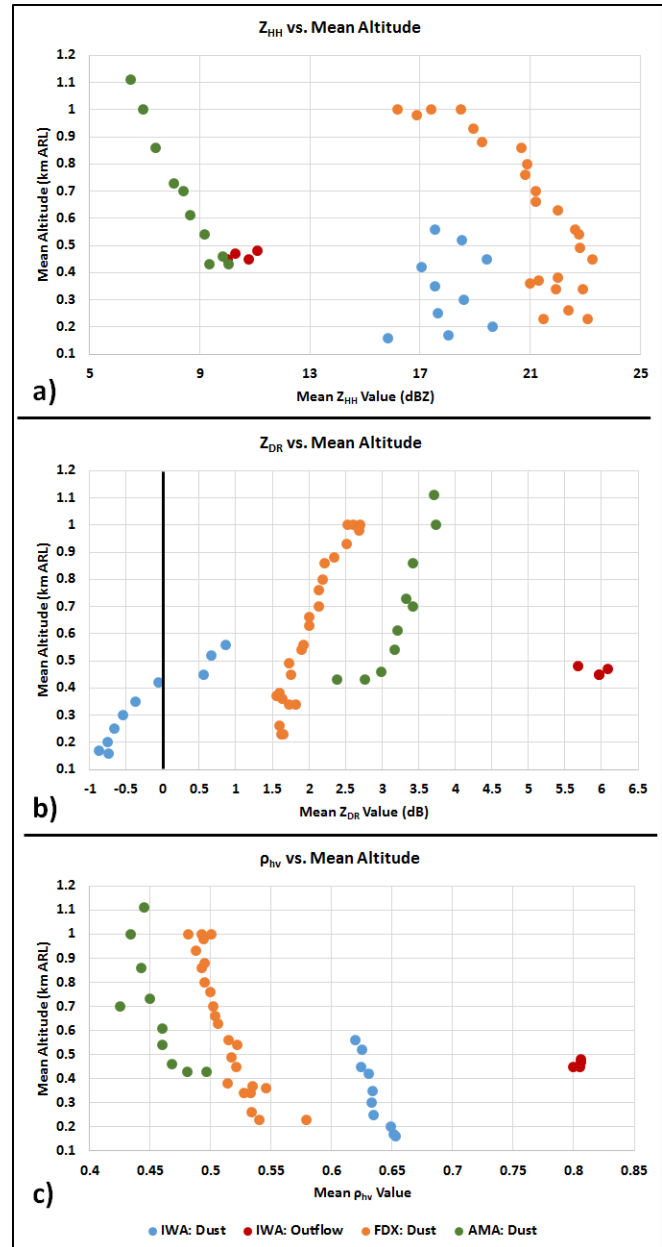 Z_HH vs. Mean Altitude
Mean Altitude (km ARL)
1.2
1.1
1
0.9
0.8
0.7
0.6
0.5
0.4
0.3
0.2
0.1
5 9 13 17 21 25
a)
Mean Z_HH Value (dBZ)
Z_DR vs. Mean Altitude
Mean Altitude (km ARL)
1.2
1.1
1
0.9
0.8
0.7
0.6
0.5
0.4
0.3
0.2
0.1
-1 -0.5 0 0.5 1 1.5 2 2.5 3 3.5 4 4.5 5 5.5 6 6.5
b)
Mean Z_DR Value (dB)
ρ_hv vs. Mean Altitude
Mean Altitude (km ARL)
1.2
1.1
1
0.9
0.8
0.7
0.6
0.5
0.4
0.3
0.2
0.1
0.4 0.45 0.5 0.55 0.6 0.65 0.7 0.75 0.8 0.85
c)
Mean ρ_hv Value
IWA: Dust IWA: Outflow FDX: Dust AMA: Dust